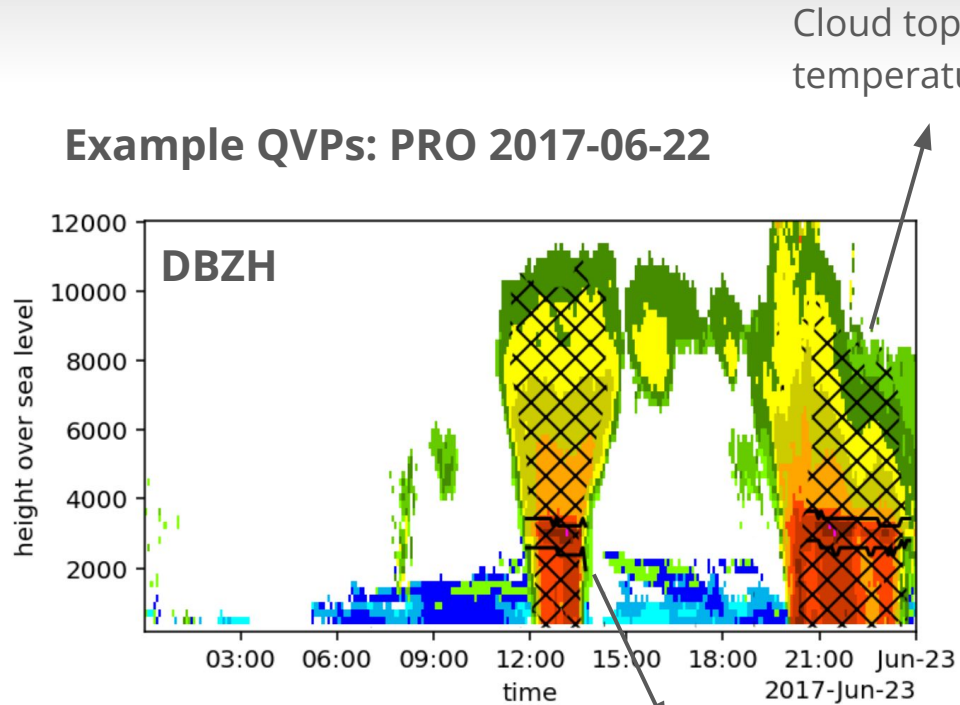 Cloud top
temperatu
Example QVPs: PRO 2017-06-22
DBZH
12000
10000
8000
6000
4000
2000
height over sea level
03:00 06:00 09:00 12:00 15:00 18:00 21:00 Jun-23
time
2017-Jun-23